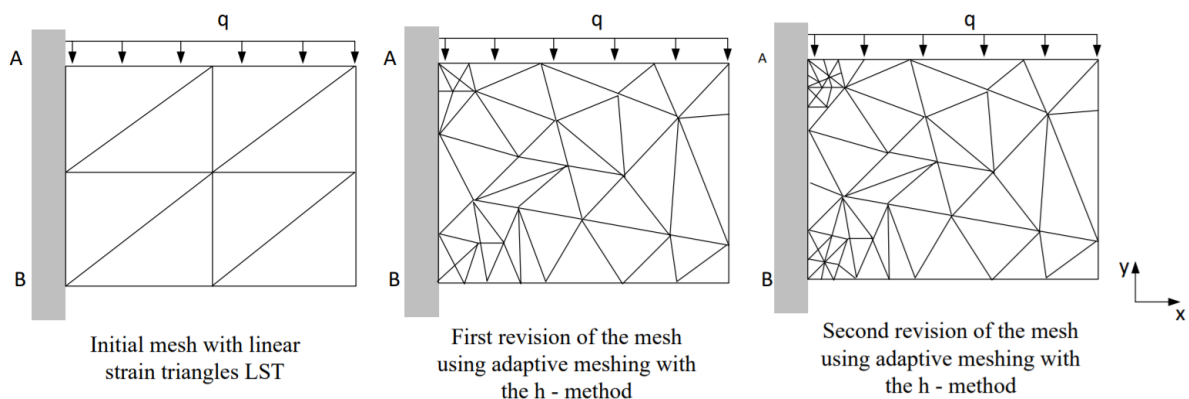 q
A
B
Initial mesh with linear
strain triangles LST
q
A
B
First revision of the mesh
using adaptive meshing with
the h - method
q
A
B
Second revision of the mesh
using adaptive meshing with
the h - method
y
x